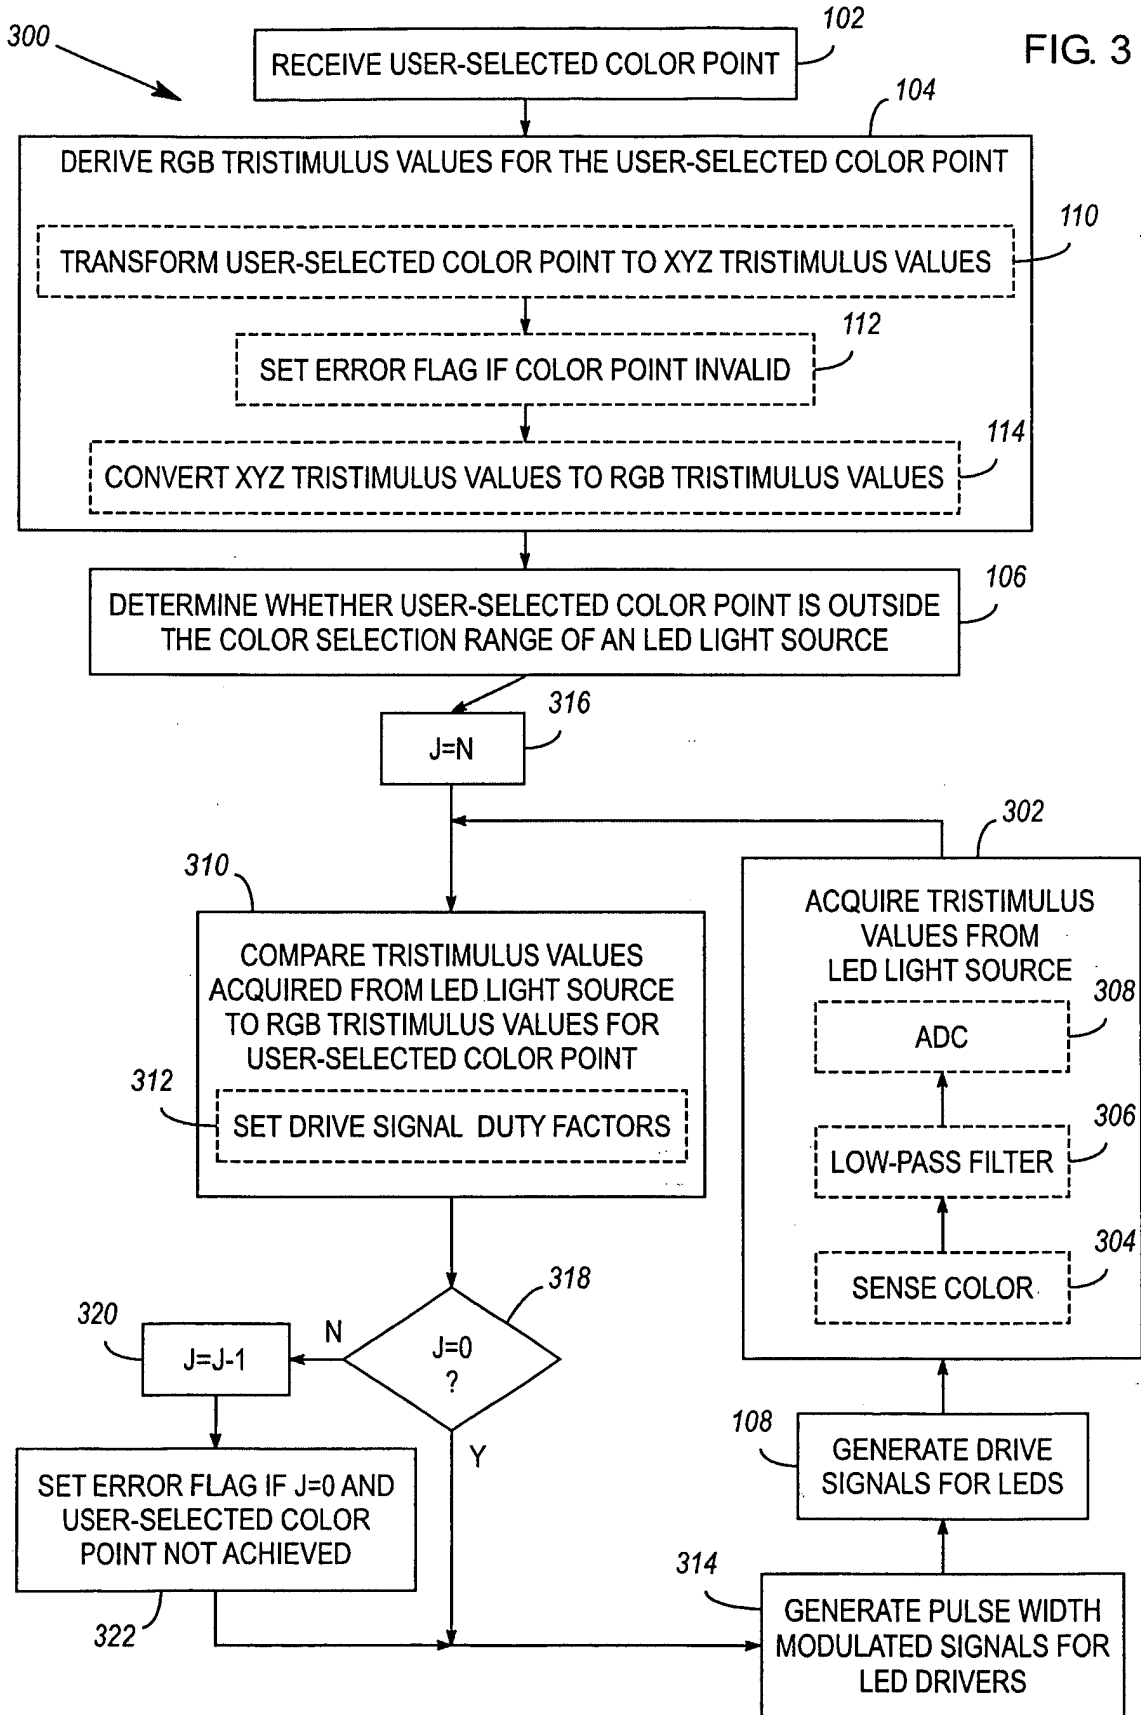 300
102
FIG. 3
RECEIVE USER-SELECTED COLOR POINT
104
DERIVE RGB TRISTIMULUS VALUES FOR THE USER-SELECTED COLOR POINT
110
TRANSFORM USER-SELECTED COLOR POINT TO XYZ TRISTIMULUS VALUES
112
SET ERROR FLAG IF COLOR POINT INVALID
114
CONVERT XYZ TRISTIMULUS VALUES TO RGB TRISTIMULUS VALUES
106
DETERMINE WHETHER USER-SELECTED COLOR POINT IS OUTSIDE
THE COLOR SELECTION RANGE OF AN LED LIGHT SOURCE
316
J=N
310
COMPARE TRISTIMULUS VALUES
ACQUIRED FROM LED LIGHT SOURCE
TO RGB TRISTIMULUS VALUES FOR
USER-SELECTED COLOR POINT
312
SET DRIVE SIGNAL DUTY FACTORS
318
J=0
?
N
Y
320
J=J-1
SET ERROR FLAG IF J=0 AND
USER-SELECTED COLOR
POINT NOT ACHIEVED
322
302
ACQUIRE TRISTIMULUS
VALUES FROM
LED LIGHT SOURCE
308
ADC
306
LOW-PASS FILTER
304
SENSE COLOR
108
GENERATE DRIVE
SIGNALS FOR LEDS
314
GENERATE PULSE WIDTH
MODULATED SIGNALS FOR
LED DRIVERS